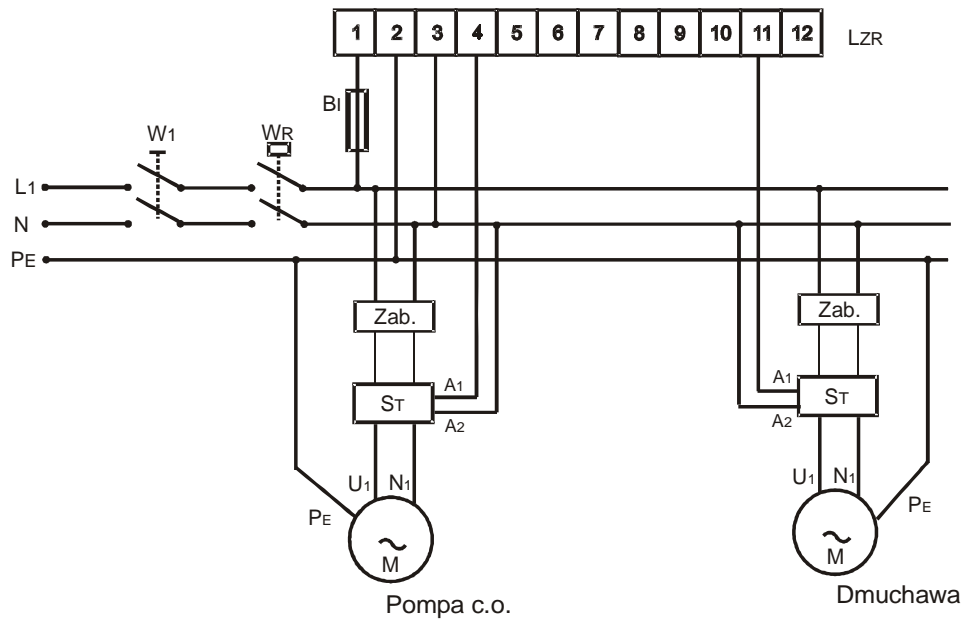 1 2 3 4 5 6 7 8 9 10 11 12 LZR
BI
W1 WR
L1
N
PE
Zab. Zab.
A1 A1
ST ST
A2 A2
U1 N1 U1 N1
PE PE
M M
Pompa c.o. Dmuchawa